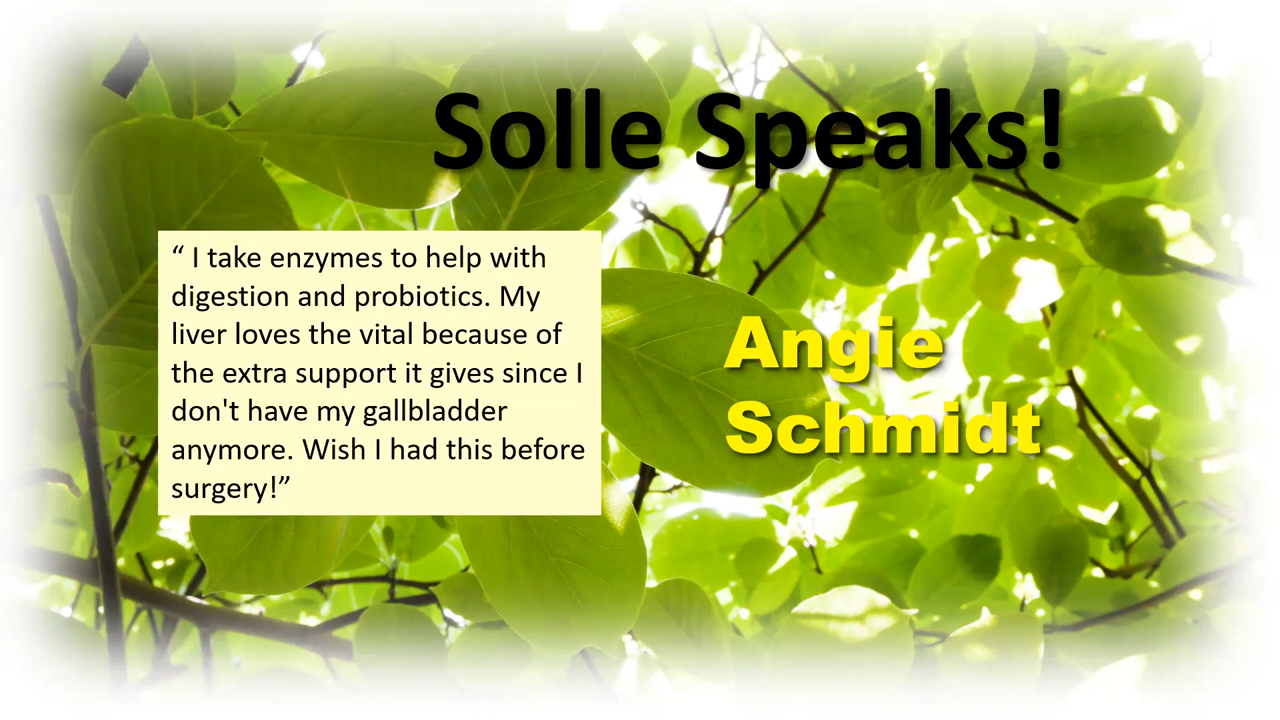 Solle Speaks!
“ I take enzymes to help with
digestion and probiotics. My
liver loves the vital because of
the extra support it gives since I
don't have my gallbladder
anymore. Wish I had this before
surgery!”
Angie
Schmidt